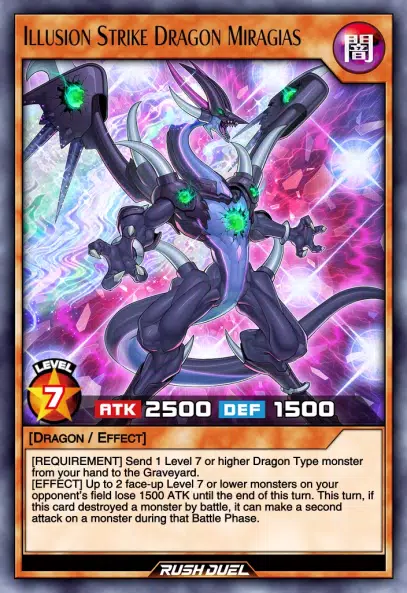 ILLUSION STRIKE DRAGON MIRAGIAS
闇
LEVEL
7
ATK 2500 DEF 1500
[DRAGON / EFFECT]
[REQUIREMENT] Send 1 Level 7 or higher Dragon Type monster
from your hand to the Graveyard.
[EFFECT] Up to 2 face-up Level 7 or lower monsters on your
opponent's field lose 1500 ATK until the end of this turn. This turn, if
this card destroyed a monster by battle, it can make a second
attack on a monster during that Battle Phase.
RUSH DUEL